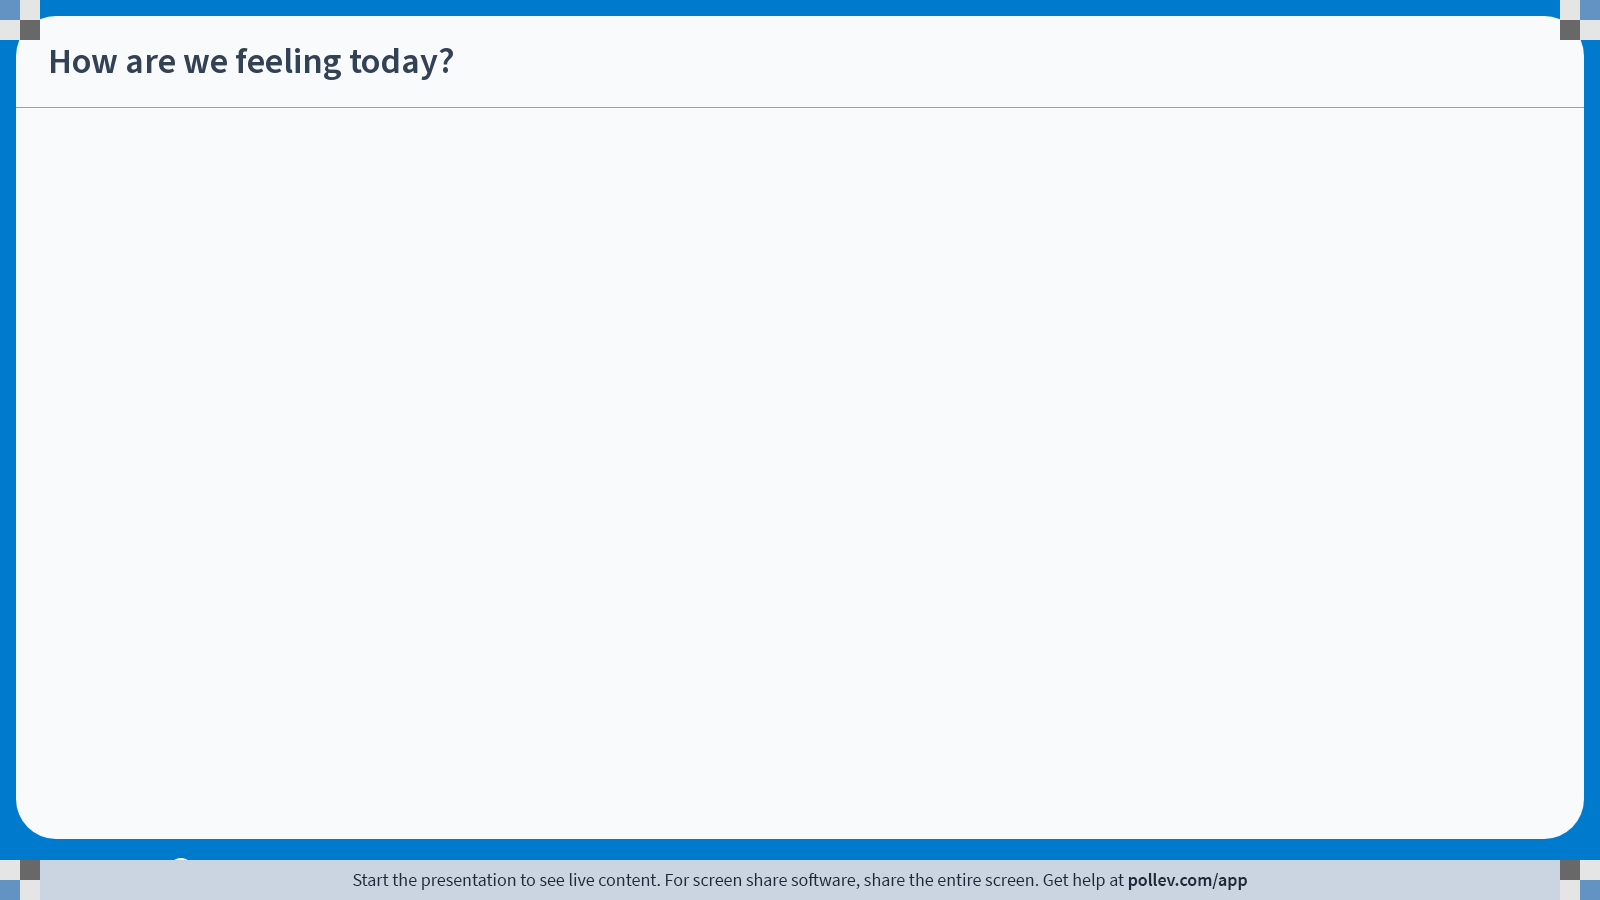 How are we feeling today?
Start the presentation to see live content. For screen share software, share the entire screen. Get help at pollev.com/app